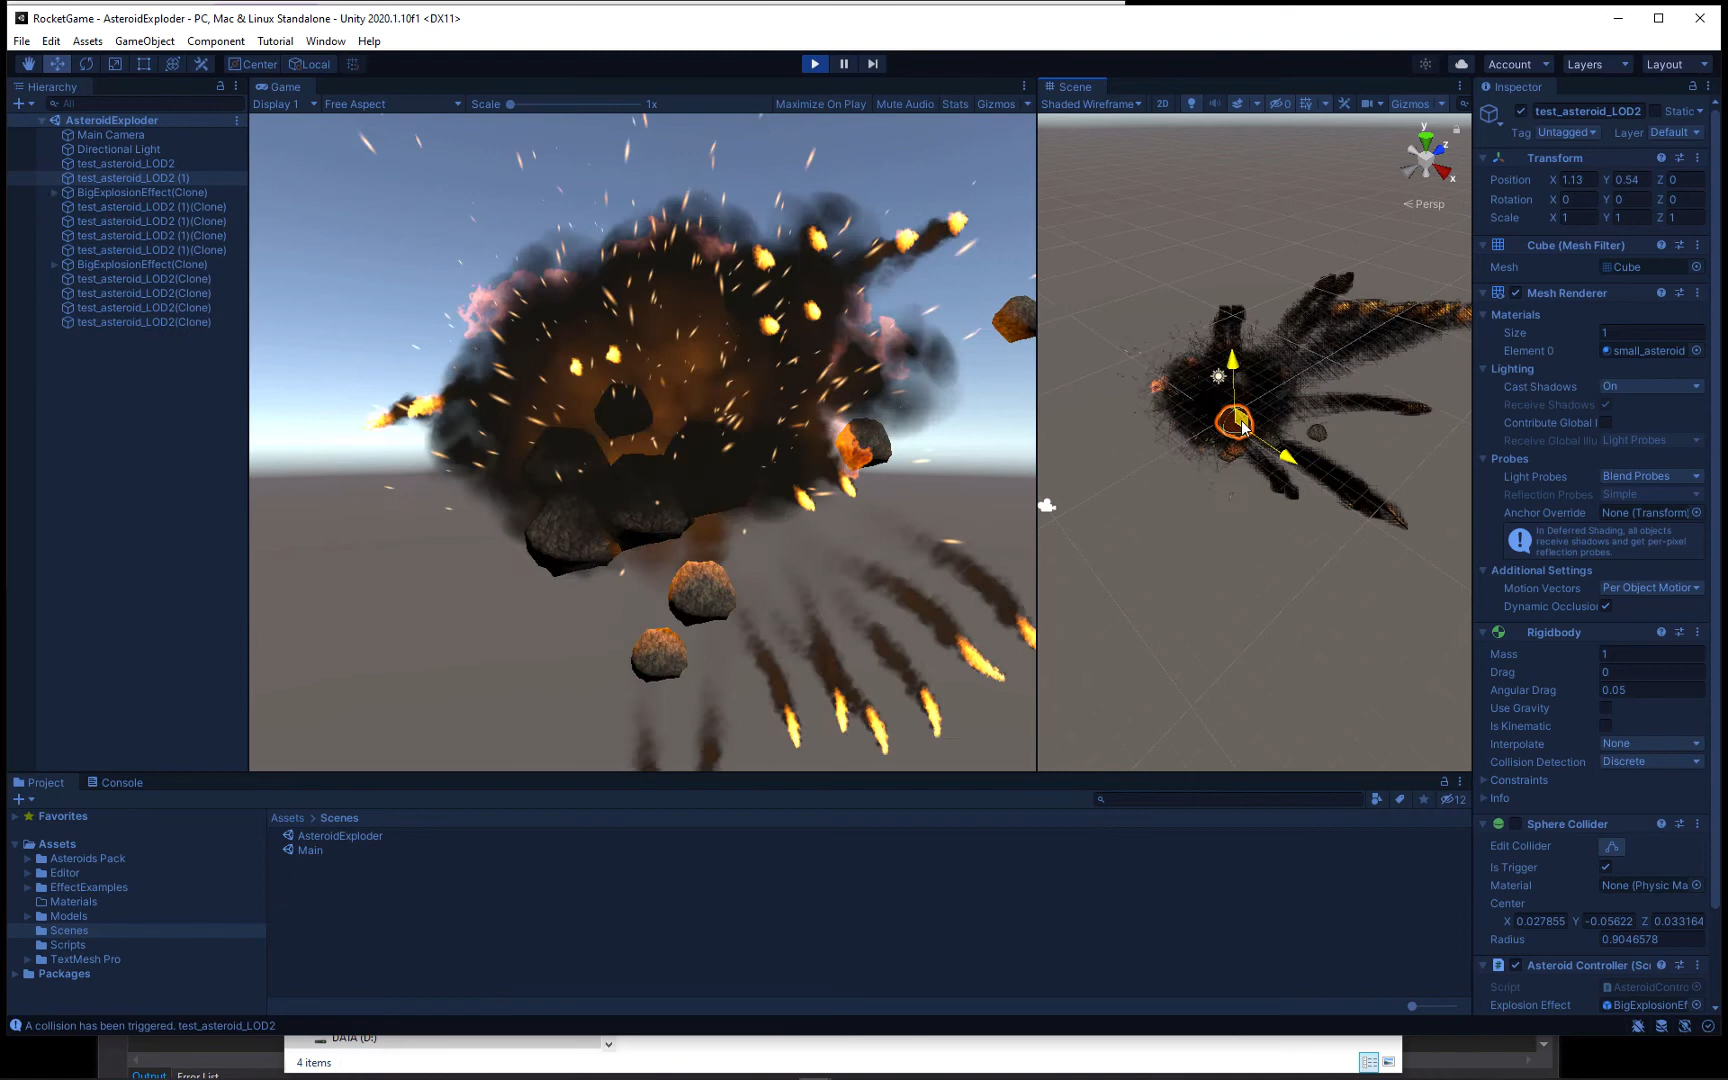 RocketGame - AsteroidExploder - PC, Mac & Linux Standalone - Unity 2020.1.10f1 <DX11>
File Edit Assets GameObject Component Tutorial Window Help
Center Local
Account Layers Layout
Hierarchy
All
AsteroidExploder
Main Camera
Directional Light
test_asteroid_LOD2
test_asteroid_LOD2 (1)
BigExplosionEffect(Clone)
test_asteroid_LOD2 (1)(Clone)
test_asteroid_LOD2 (1)(Clone)
test_asteroid_LOD2 (1)(Clone)
test_asteroid_LOD2 (1)(Clone)
BigExplosionEffect(Clone)
test_asteroid_LOD2(Clone)
test_asteroid_LOD2(Clone)
test_asteroid_LOD2(Clone)
test_asteroid_LOD2(Clone)
Game
Display 1 Free Aspect Scale 1x Maximize On Play Mute Audio Stats Gizmos
Scene
Shaded Wireframe 2D 0 Gizmos
y
z
x
Persp
Inspector
test_asteroid_LOD2 Static
Tag Untagged Layer Default
Transform
Position X 1.13 Y 0.54 Z 0
Rotation X 0 Y 0 Z 0
Scale X 1 Y 1 Z 1
Cube (Mesh Filter)
Mesh Cube
Mesh Renderer
Materials
Size 1
Element 0 small_asteroid
Lighting
Cast Shadows On
Receive Shadows
Contribute Global I
Receive Global Illu Light Probes
Probes
Light Probes Blend Probes
Reflection Probes Simple
Anchor Override None (Transform)
In Deferred Shading, all objects
receive shadows and get per-pixel
reflection probes.
Additional Settings
Motion Vectors Per Object Motior
Dynamic Occlusio
Rigidbody
Mass 1
Drag 0
Angular Drag 0.05
Use Gravity
Is Kinematic
Interpolate None
Collision Detection Discrete
Constraints
Info
Sphere Collider
Edit Collider
Is Trigger
Material None (Physic Ma
Center
X 0.027855 Y -0.05622 Z 0.033164
Radius 0.9046578
Asteroid Controller (Sc
Script AsteroidContro
Explosion Effect BigExplosionEf
Project Console
12
Favorites
Assets
Asteroids Pack
Editor
EffectExamples
Materials
Models
Scenes
Scripts
TextMesh Pro
Packages
Assets > Scenes
AsteroidExploder
Main
A collision has been triggered. test_asteroid_LOD2
DATA (D:)
4 items
Output Error List